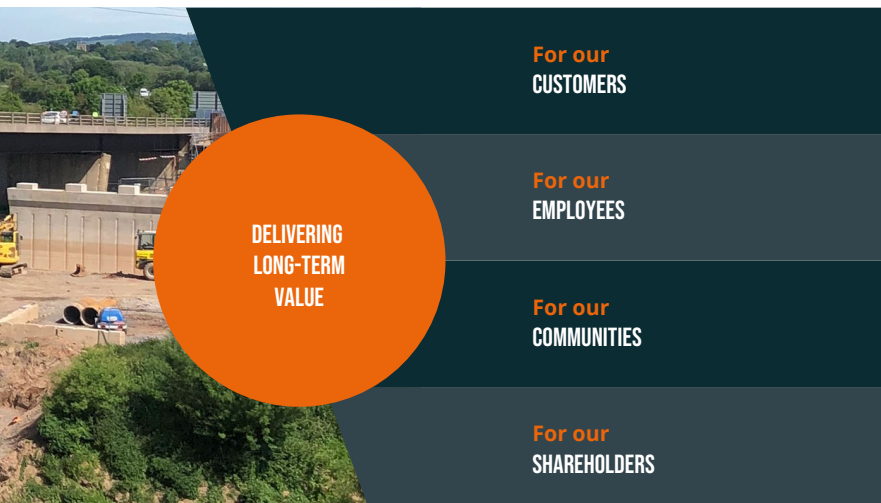 For our
CUSTOMERS
For our
EMPLOYEES
DELIVERING
LONG-TERM
VALUE
For our
COMMUNITIES
For our
SHAREHOLDERS